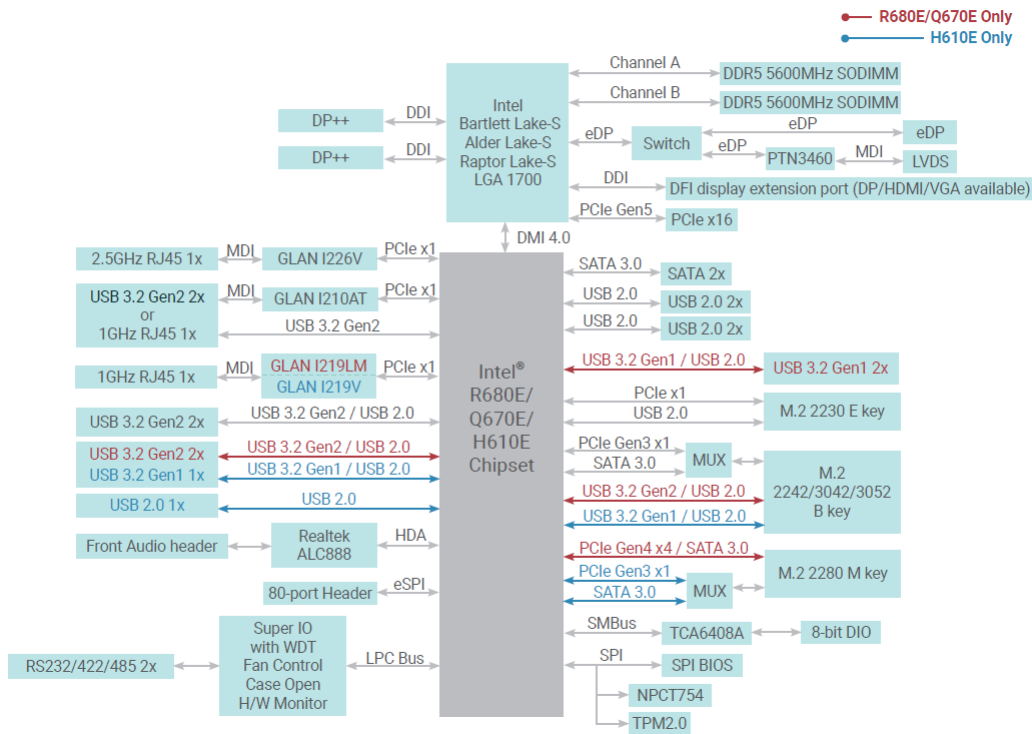 R680E/Q670E Only
H610E Only
Intel
Bartlett Lake-S
Alder Lake-S
Raptor Lake-S
LGA 1700
DP++
DDI
DP++
DDI
Channel A
DDR5 5600MHz SODIMM
Channel B
DDR5 5600MHz SODIMM
eDP
Switch
eDP
eDP
eDP
PTN3460
MDI
LVDS
DDI
DFI display extension port (DP/HDMI/VGA available)
PCIe Gen5
PCIe x16
DMI 4.0
Intel®
R680E/
Q670E/
H610E
Chipset
2.5GHz RJ45 1x
MDI
GLAN I226V
PCIe x1
USB 3.2 Gen2 2x
or
1GHz RJ45 1x
MDI
GLAN I210AT
PCIe x1
USB 3.2 Gen2
1GHz RJ45 1x
MDI
GLAN I219LM
GLAN I219V
PCIe x1
USB 3.2 Gen2 2x
USB 3.2 Gen2 / USB 2.0
USB 3.2 Gen2 2x
USB 3.2 Gen1 1x
USB 3.2 Gen2 / USB 2.0
USB 3.2 Gen1 / USB 2.0
USB 2.0 1x
USB 2.0
Front Audio header
Realtek
ALC888
HDA
80-port Header
eSPI
RS232/422/485 2x
Super IO
with WDT
Fan Control
Case Open
H/W Monitor
LPC Bus
SATA 3.0
SATA 2x
USB 2.0
USB 2.0 2x
USB 2.0
USB 2.0 2x
USB 3.2 Gen1 / USB 2.0
USB 3.2 Gen1 2x
PCIe x1
USB 2.0
M.2 2230 E key
PCIe Gen3 x1
SATA 3.0
MUX
USB 3.2 Gen2 / USB 2.0
USB 3.2 Gen1 / USB 2.0
M.2
2242/3042/3052
B key
PCIe Gen4 x4 / SATA 3.0
PCIe Gen3 x1
SATA 3.0
MUX
M.2 2280 M key
SMBus
TCA6408A
8-bit DIO
SPI
SPI BIOS
NPCT754
TPM2.0